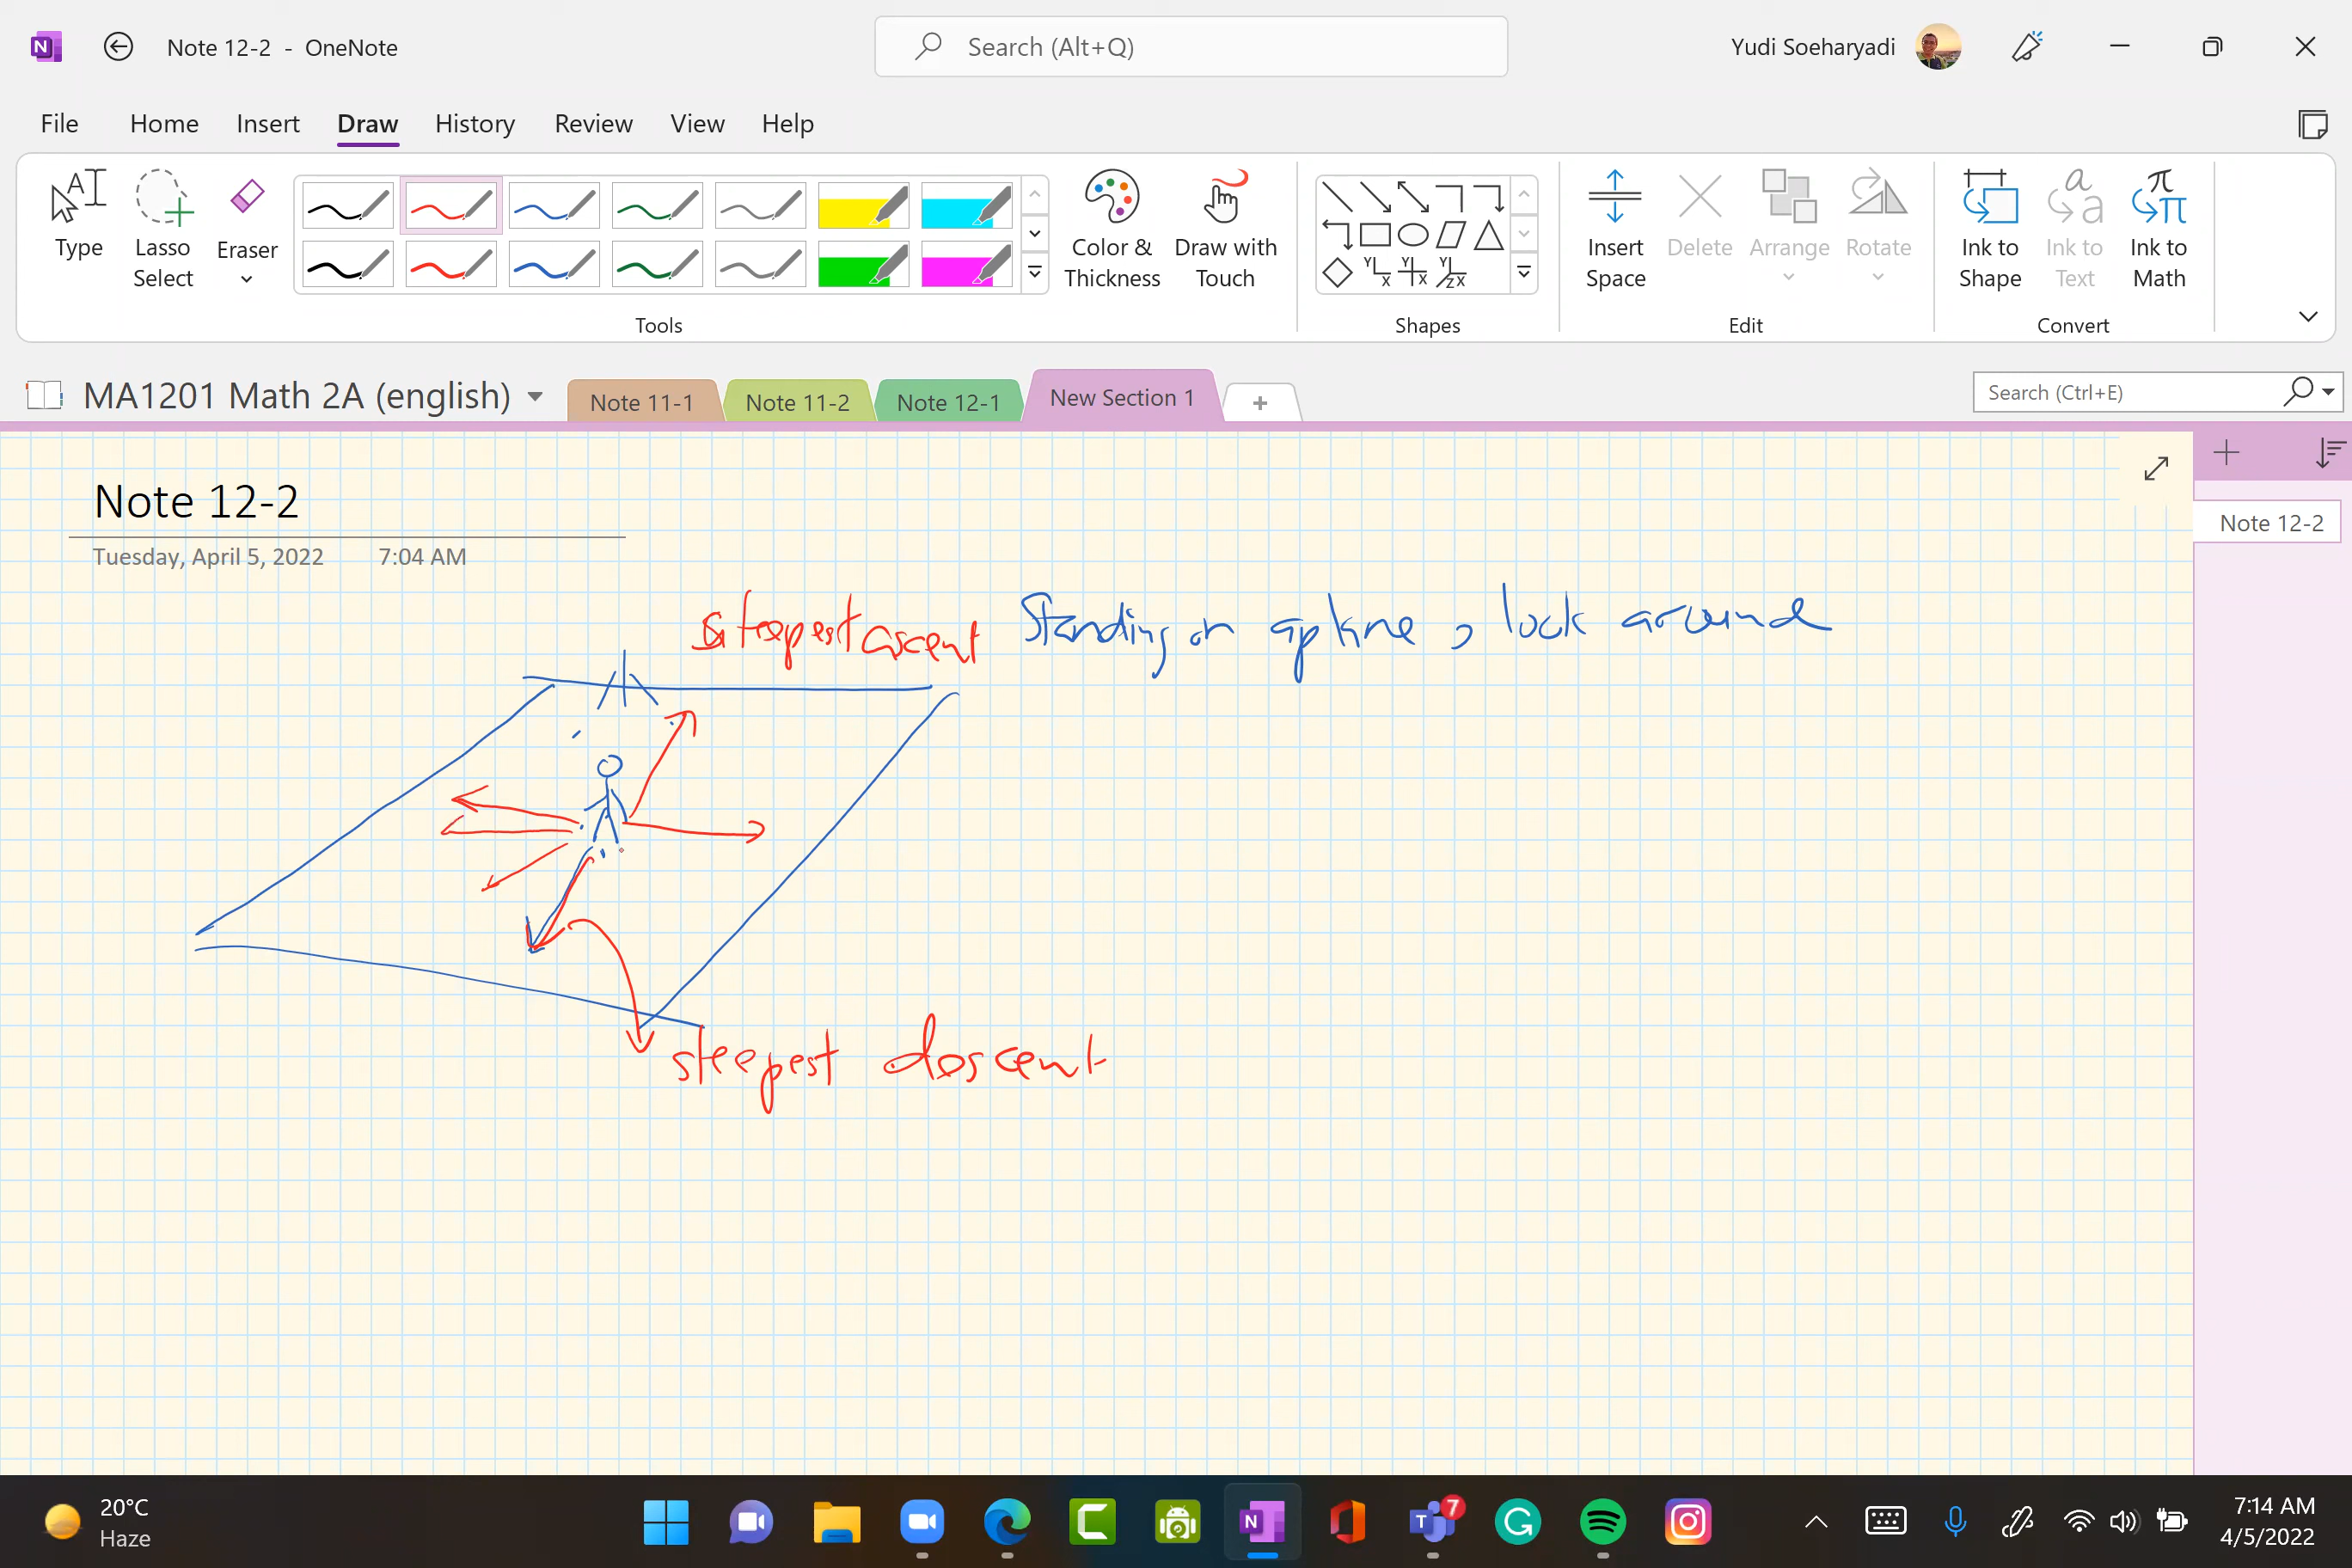 Note 12-2 - OneNote
Search (Alt+Q)
Yudi Soeharyadi
File Home Insert Draw History Review View Help
Type
Lasso Select
Eraser
Color & Thickness
Draw with Touch
Insert Space
Delete
Arrange
Rotate
Ink to Shape
Ink to Text
Ink to Math
Tools
Shapes
Edit
Convert
MA1201 Math 2A (english)
Note 11-1
Note 11-2
Note 12-1
New Section 1
Search (Ctrl+E)
Note 12-2
Note 12-2
Tuesday, April 5, 2022 7:04 AM
steepest ascent
Standing on a plane, look around
steepest descent
20°C
Haze
7
7:14 AM
4/5/2022